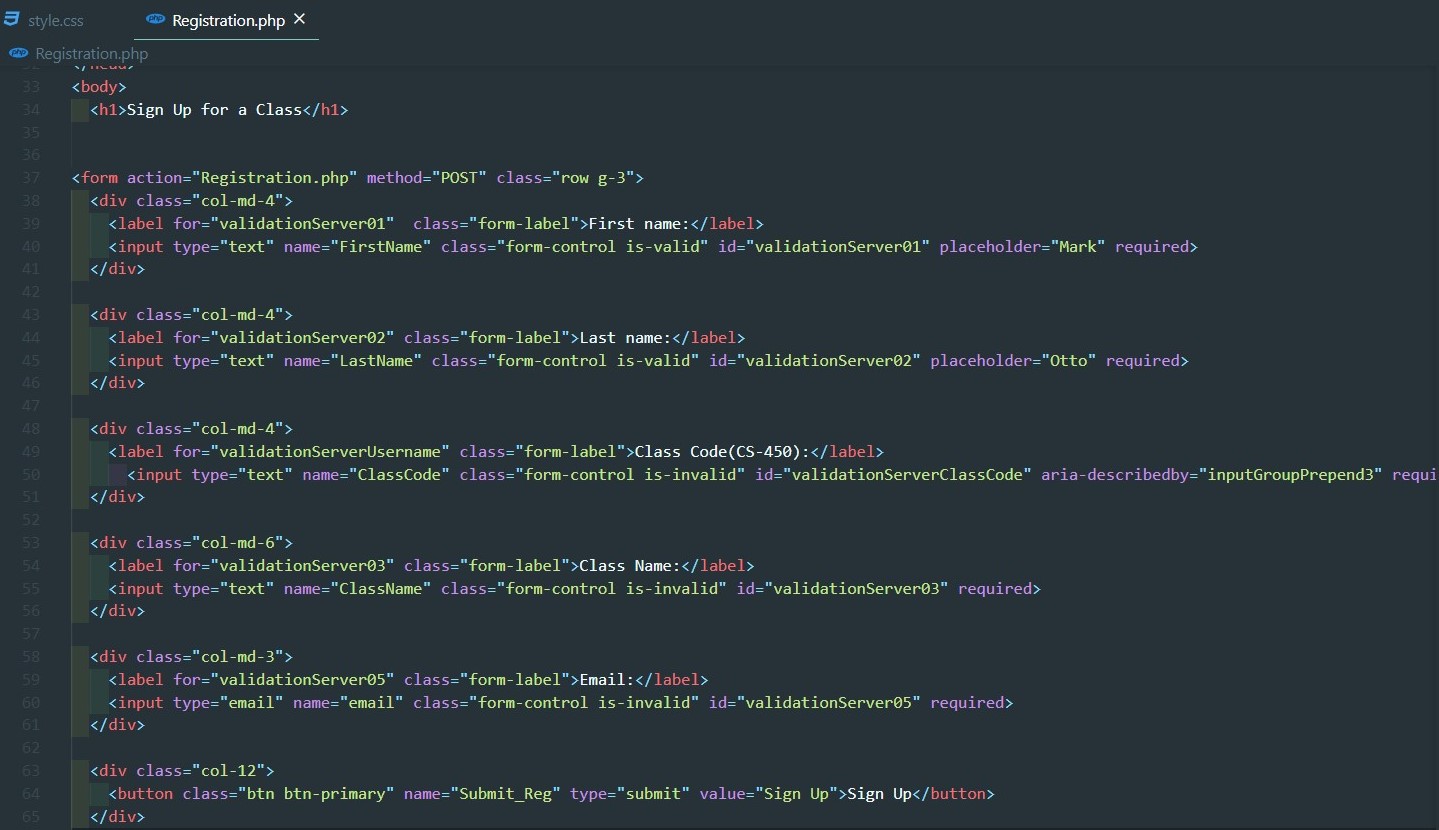 style.css
php Registration.php ×
php Registration.php
32 </head>
33 <body>
34 <h1>Sign Up for a Class</h1>
35
36
37 <form action="Registration.php" method="POST" class="row g-3">
38 <div class="col-md-4">
39 <label for="validationServer01"  class="form-label">First name:</label>
40 <input type="text" name="FirstName" class="form-control is-valid" id="validationServer01" placeholder="Mark" required>
41 </div>
42
43 <div class="col-md-4">
44 <label for="validationServer02" class="form-label">Last name:</label>
45 <input type="text" name="LastName" class="form-control is-valid" id="validationServer02" placeholder="Otto" required>
46 </div>
47
48 <div class="col-md-4">
49 <label for="validationServerUsername" class="form-label">Class Code(CS-450):</label>
50 <input type="text" name="ClassCode" class="form-control is-invalid" id="validationServerClassCode" aria-describedby="inputGroupPrepend3" requi
51 </div>
52
53 <div class="col-md-6">
54 <label for="validationServer03" class="form-label">Class Name:</label>
55 <input type="text" name="ClassName" class="form-control is-invalid" id="validationServer03" required>
56 </div>
57
58 <div class="col-md-3">
59 <label for="validationServer05" class="form-label">Email:</label>
60 <input type="email" name="email" class="form-control is-invalid" id="validationServer05" required>
61 </div>
62
63 <div class="col-12">
64 <button class="btn btn-primary" name="Submit_Reg" type="submit" value="Sign Up">Sign Up</button>
65 </div>